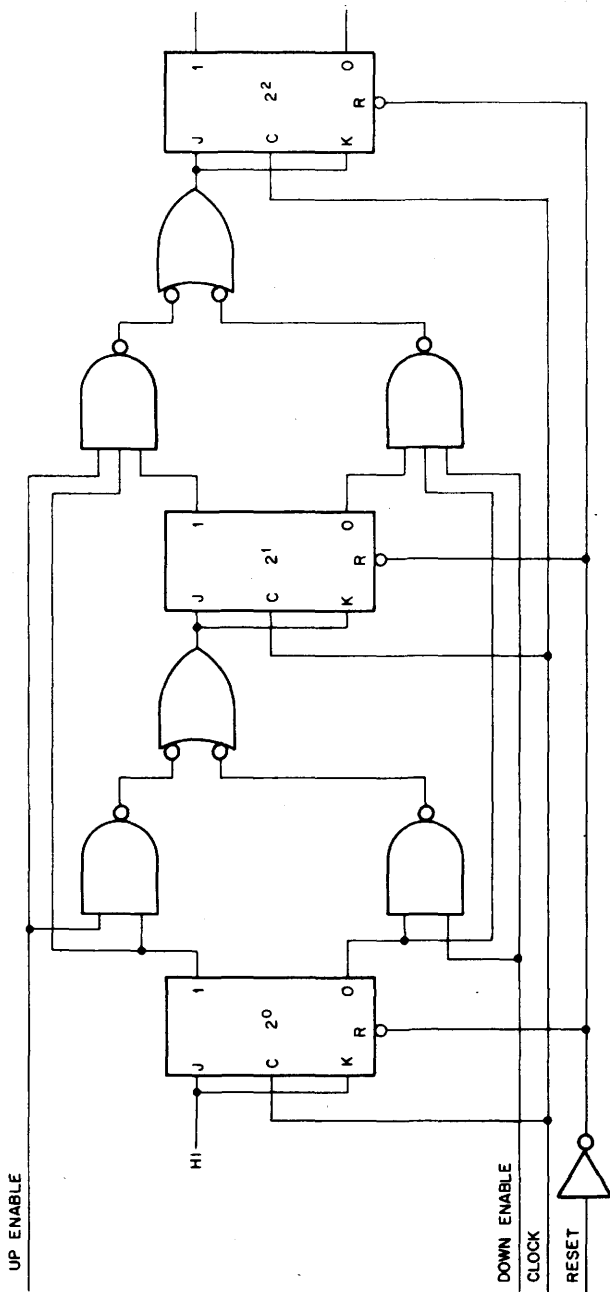 UP ENABLE
HI
J
1
C
2⁰
K
R
0
J
1
C
2¹
K
R
0
J
1
C
2²
K
R
0
DOWN ENABLE
CLOCK
RESET